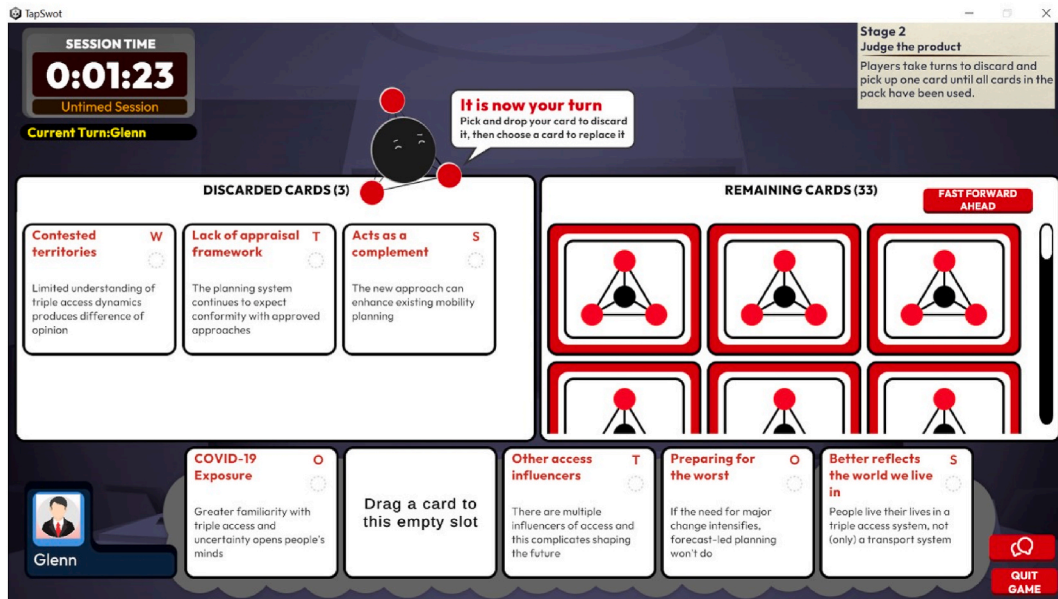 TapSwot
SESSION TIME
0:01:23
Untimed Session
Current Turn:Glenn
It is now your turn
Pick and drop your card to discard
it, then choose a card to replace it
Stage 2
Judge the product
Players take turns to discard and
pick up one card until all cards in the
pack have been used.
DISCARDED CARDS (3)
Contested
territories
W
Limited understanding of
triple access dynamics
produces difference of
opinion
Lack of appraisal
framework
T
The planning system
continues to expect
conformity with approved
approaches
Acts as a
complement
S
The new approach can
enhance existing mobility
planning
REMAINING CARDS (33)
FAST FORWARD
AHEAD
Glenn
COVID-19
Exposure
O
Greater familiarity with
triple access and
uncertainty opens people's
minds
Drag a card to
this empty slot
Other access
influencers
T
There are multiple
influencers of access and
this complicates shaping
the future
Preparing for
the worst
O
If the need for major
change intensifies,
forecast-led planning
won't do
Better reflects
the world we live
in
S
People live their lives in a
triple access system, not
(only) a transport system
QUIT
GAME